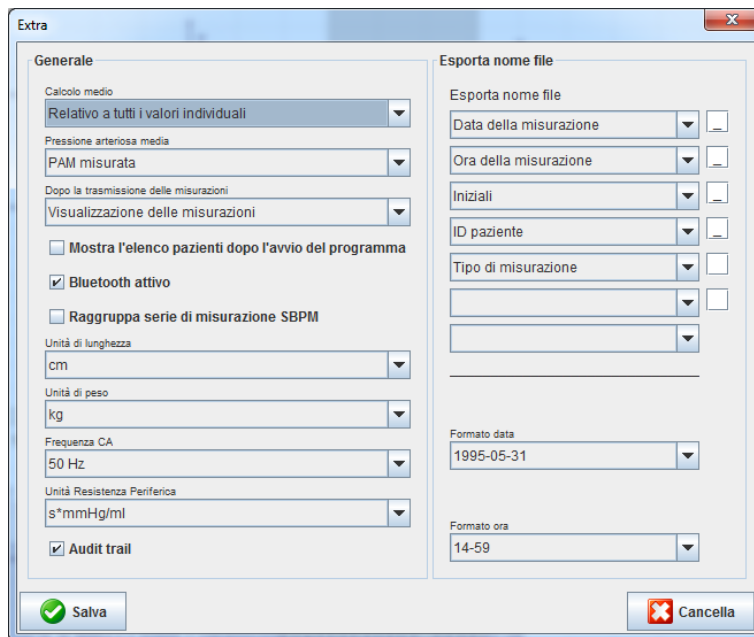 Extra
Generale
Calcolo medio
Relativo a tutti i valori individuali
Pressione arteriosa media
PAM misurata
Dopo la trasmissione delle misurazioni
Visualizzazione delle misurazioni
Mostra l'elenco pazienti dopo l'avvio del programma
Bluetooth attivo
Raggruppa serie di misurazione SBPM
Unità di lunghezza
cm
Unità di peso
kg
Frequenza CA
50 Hz
Unità Resistenza Periferica
s*mmHg/ml
Audit trail
Esporta nome file
Esporta nome file
Data della misurazione _
Ora della misurazione _
Iniziali _
ID paziente _
Tipo di misurazione
Formato data
1995-05-31
Formato ora
14-59
Salva
Cancella